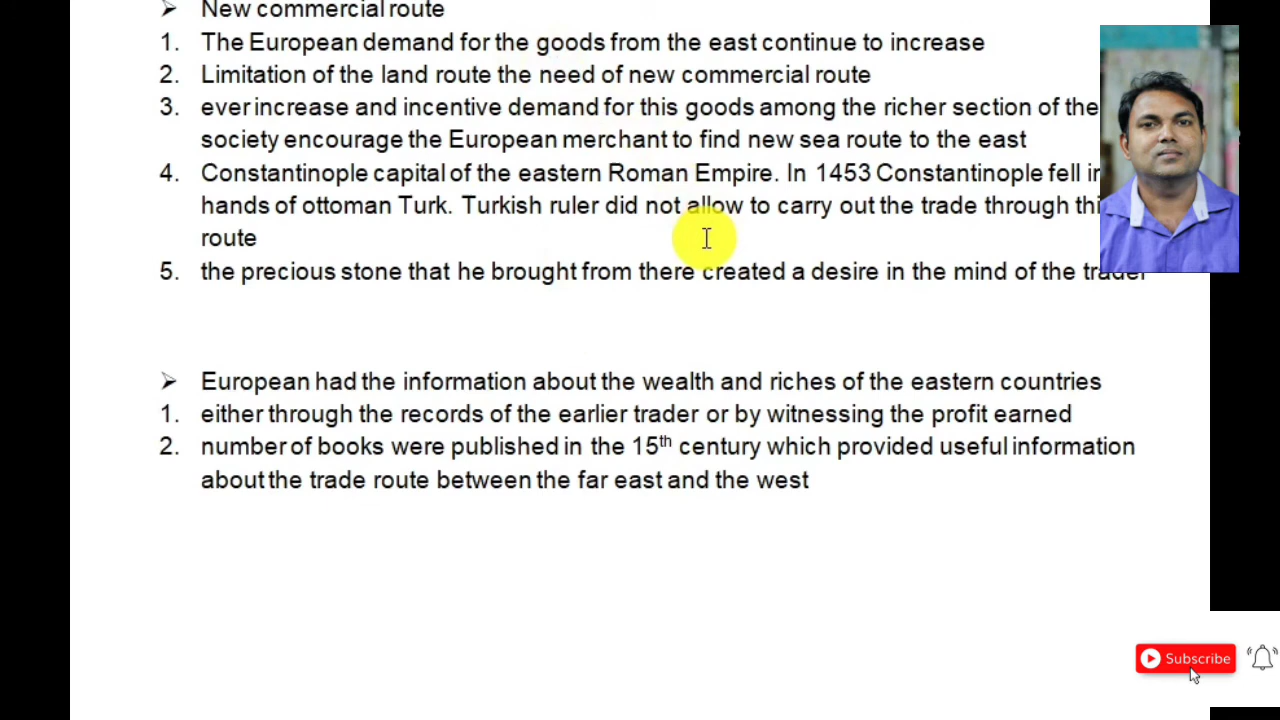 ➤ New commercial route
1. The European demand for the goods from the east continue to increase
2. Limitation of the land route the need of new commercial route
3. ever increase and incentive demand for this goods among the richer section of the
society encourage the European merchant to find new sea route to the east
4. Constantinople capital of the eastern Roman Empire. In 1453 Constantinople fell in
hands of ottoman Turk. Turkish ruler did not allow to carry out the trade through thi
route
5. the precious stone that he brought from there created a desire in the mind of the trader
➤ European had the information about the wealth and riches of the eastern countries
1. either through the records of the earlier trader or by witnessing the profit earned
2. number of books were published in the 15th century which provided useful information
about the trade route between the far east and the west
Subscribe